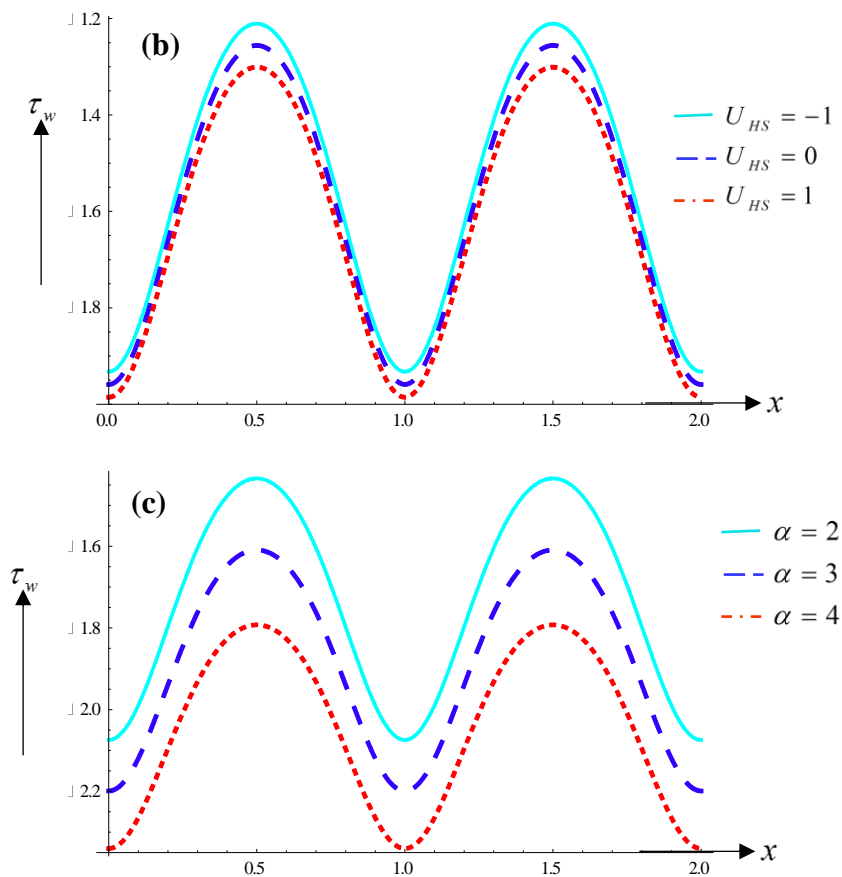 (b)
τw
⌋ 1.2
⌋ 1.4
⌋ 1.6
⌋ 1.8
0.0 0.5 1.0 1.5 2.0
x
U HS = −1
U HS = 0
U HS = 1
(c)
τw
⌋ 1.6
⌋ 1.8
⌋ 2.0
⌋ 2.2
0.5 1.0 1.5 2.0
x
α = 2
α = 3
α = 4